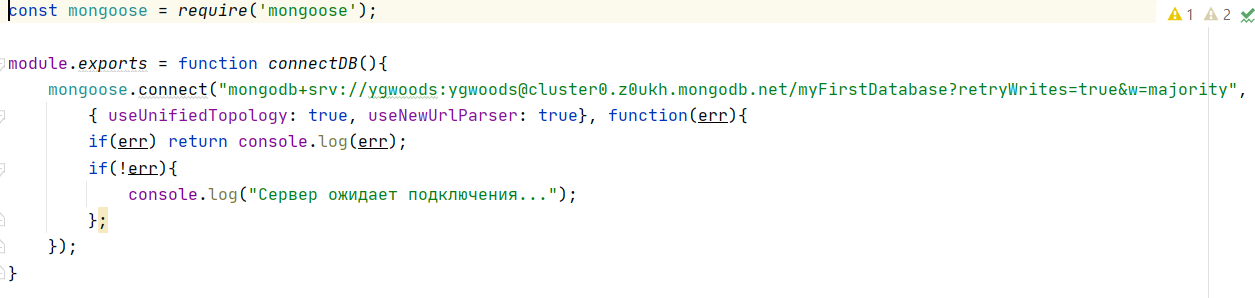 const mongoose = require('mongoose');
1 2
module.exports = function connectDB(){
mongoose.connect("mongodb+srv://ygwoods:ygwoods@cluster0.z0ukh.mongodb.net/myFirstDatabase?retryWrites=true&w=majority",
{ useUnifiedTopology: true, useNewUrlParser: true}, function(err){
if(err) return console.log(err);
if(!err){
console.log("Сервер ожидает подключения...");
};
});
}